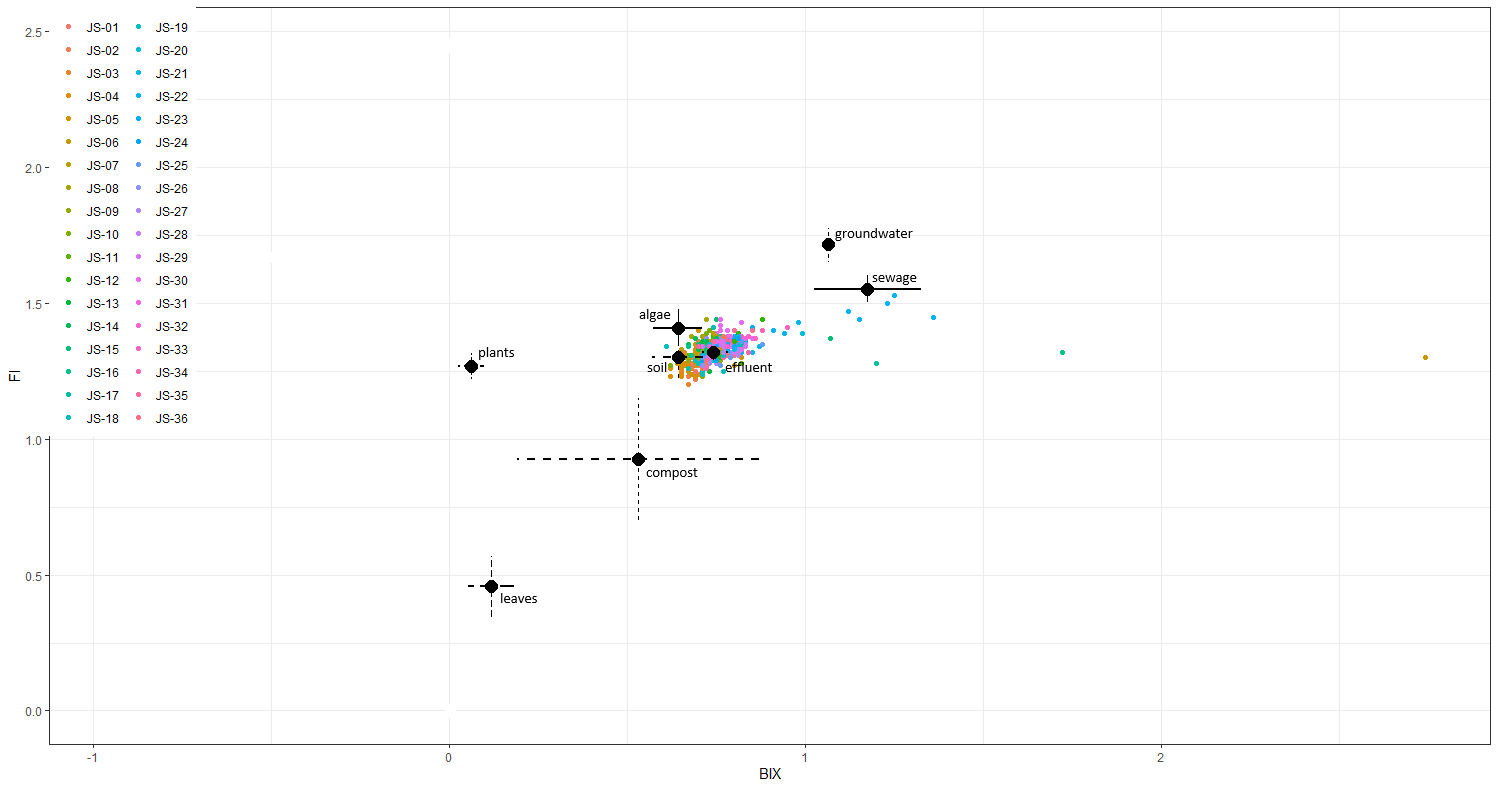 2.5
2.0
1.5
1.0
0.5
0.0
FI
JS-01 JS-19
JS-02 JS-20
JS-03 JS-21
JS-04 JS-22
JS-05 JS-23
JS-06 JS-24
JS-07 JS-25
JS-08 JS-26
JS-09 JS-27
JS-10 JS-28
JS-11 JS-29
JS-12 JS-30
JS-13 JS-31
JS-14 JS-32
JS-15 JS-33
JS-16 JS-34
JS-17 JS-35
JS-18 JS-36
groundwater
sewage
algae
plants
soil
effluent
compost
leaves
-1 0 1 2
BIX